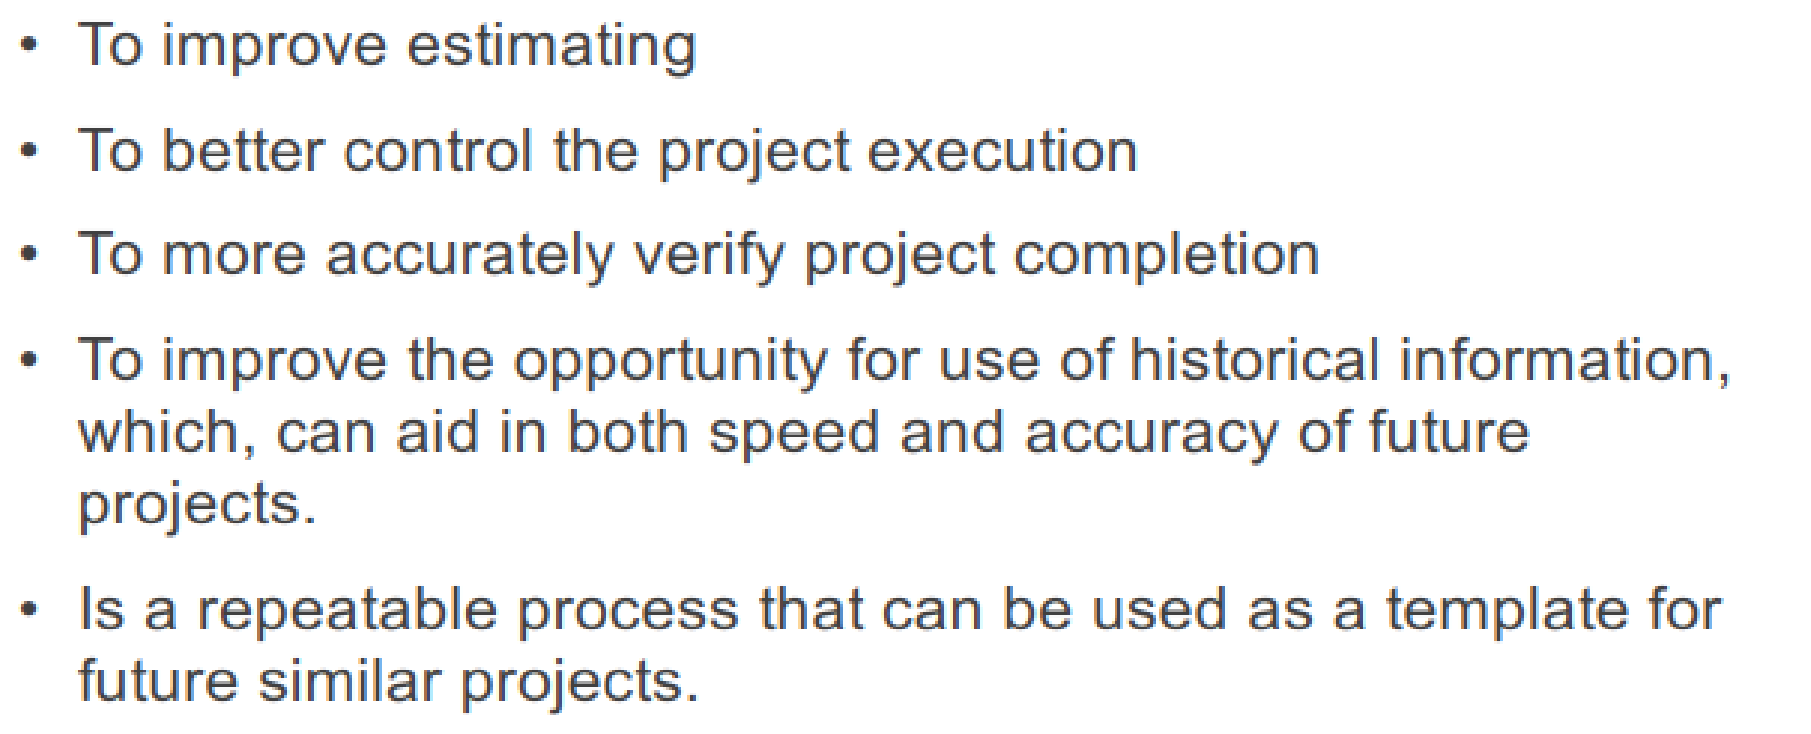 • To improve estimating
• To better control the project execution
• To more accurately verify project completion
• To improve the opportunity for use of historical information,
which, can aid in both speed and accuracy of future
projects.
• Is a repeatable process that can be used as a template for
future similar projects.